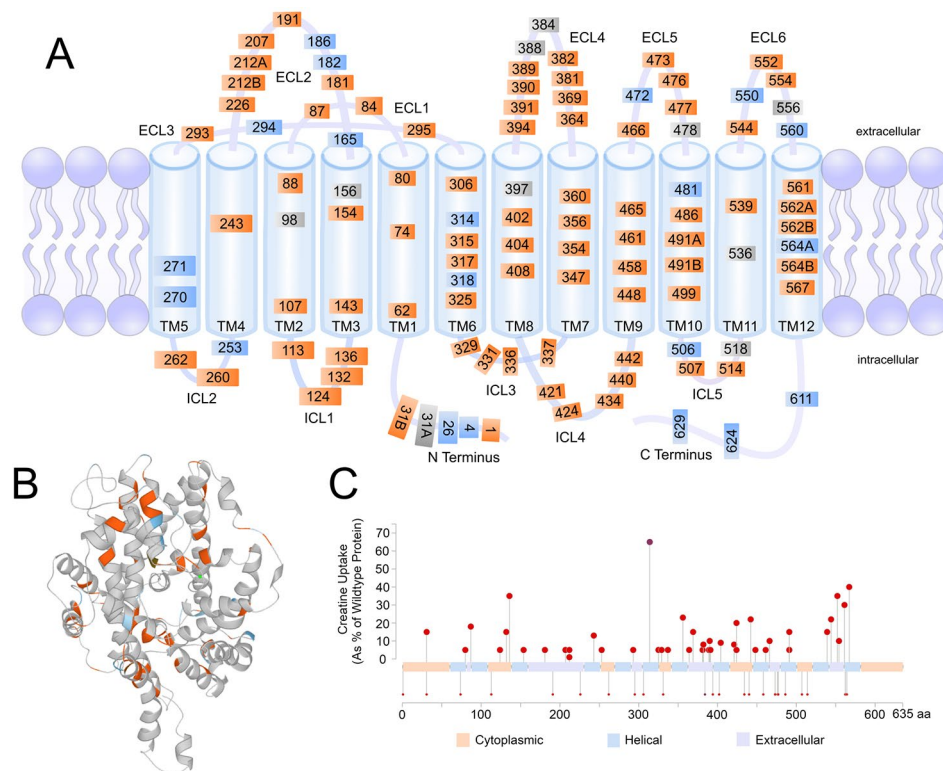 A
191
207
186
212A
182
212B
ECL2
181
226
87
84
ECL1
ECL3
293
294
295
165
384
388
ECL4
382
389
381
390
369
391
364
394
ECL5
473
476
472
477
466
478
ECL6
552
554
550
556
544
560
extracellular
271
270
TM5
243
TM4
88
98
107
TM2
156
154
143
TM3
80
74
62
TM1
306
314
315
317
318
325
TM6
397
402
404
408
TM8
360
356
354
347
TM7
465
461
458
448
TM9
481
486
491A
491B
499
TM10
539
536
TM11
561
562A
562B
564A
564B
567
TM12
intracellular
262
253
260
ICL2
113
136
132
124
ICL1
329
331
336
337
ICL3
421
424
434
440
442
ICL4
506
507
518
514
ICL5
611
31B
31A
26
4
1
N Terminus
629
624
C Terminus
B
C
Creatine Uptake
(As % of Wildtype Protein)
70
60
50
40
30
20
10
0
0
100
200
300
400
500
600
635 aa
Cytoplasmic
Helical
Extracellular